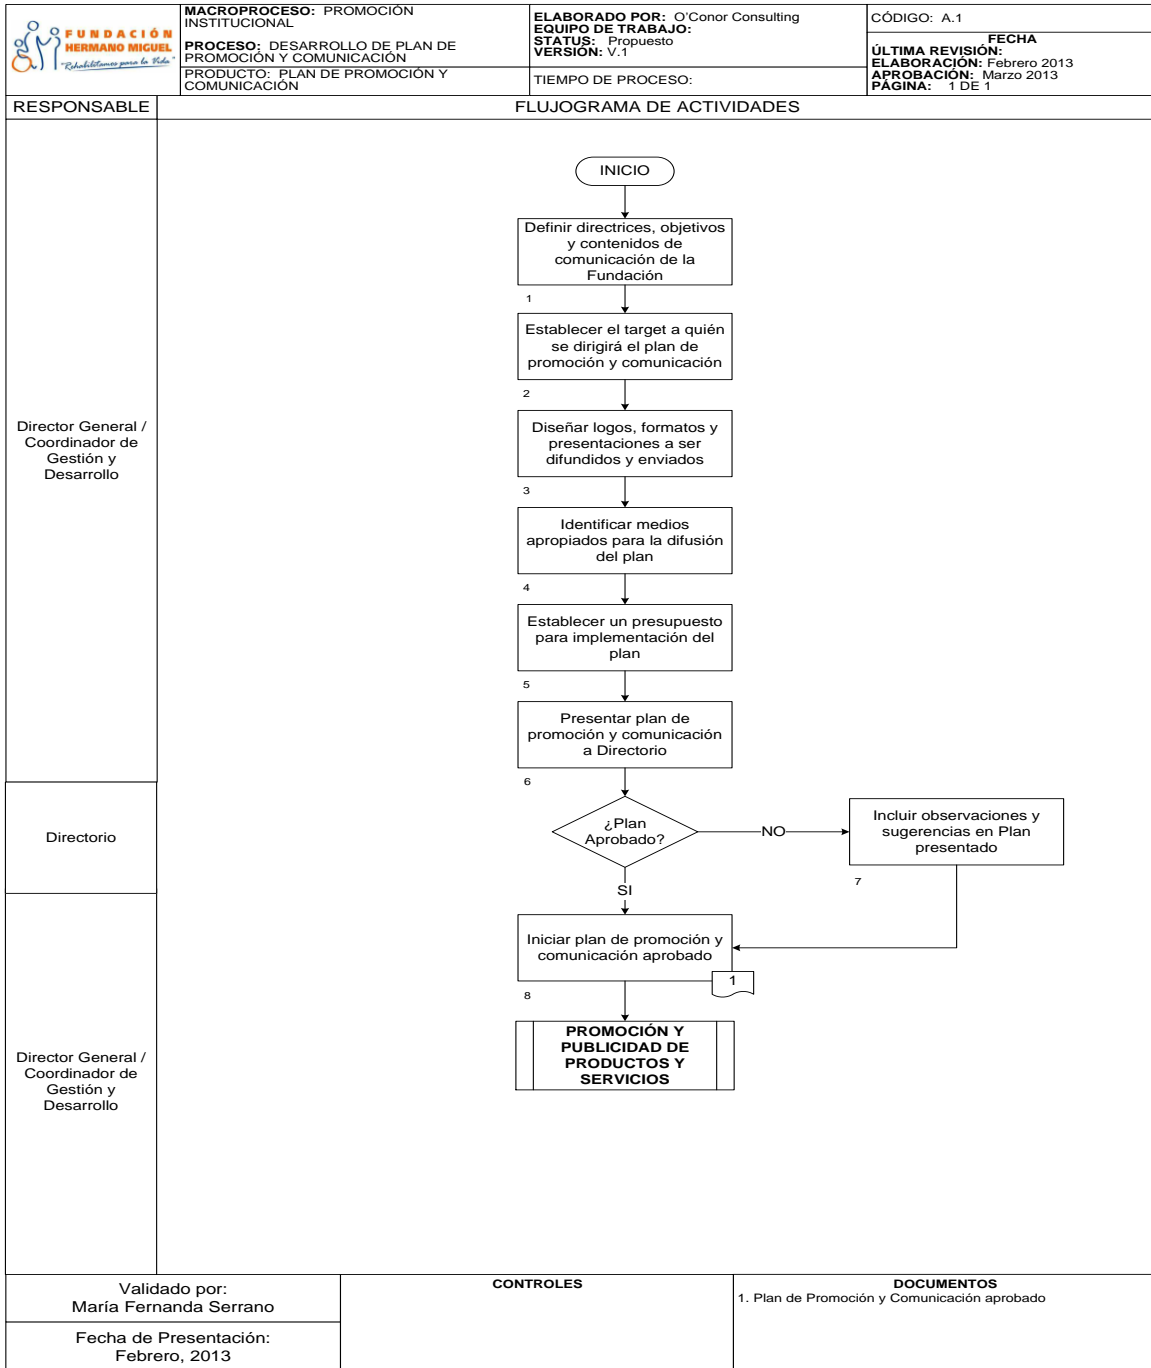 FUNDACIÓN
HERMANO MIGUEL
"Rehabilitamos para la Vida"
MACROPROCESO: PROMOCIÓN
INSTITUCIONAL
PROCESO: DESARROLLO DE PLAN DE
PROMOCIÓN Y COMUNICACIÓN
PRODUCTO: PLAN DE PROMOCIÓN Y
COMUNICACIÓN
ELABORADO POR: O'Conor Consulting
EQUIPO DE TRABAJO:
STATUS: Propuesto
VERSIÓN: V.1
TIEMPO DE PROCESO:
CÓDIGO: A.1
FECHA
ÚLTIMA REVISIÓN:
ELABORACIÓN: Febrero 2013
APROBACIÓN: Marzo 2013
PÁGINA: 1 DE 1
RESPONSABLE
FLUJOGRAMA DE ACTIVIDADES
INICIO
Definir directrices, objetivos
y contenidos de
comunicación de la
Fundación
1
Establecer el target a quién
se dirigirá el plan de
promoción y comunicación
2
Director General /
Coordinador de
Gestión y
Desarrollo
Diseñar logos, formatos y
presentaciones a ser
difundidos y enviados
3
Identificar medios
apropiados para la difusión
del plan
4
Establecer un presupuesto
para implementación del
plan
5
Presentar plan de
promoción y comunicación
a Directorio
6
Directorio
¿Plan
Aprobado?
NO
Incluir observaciones y
sugerencias en Plan
presentado
7
SI
Iniciar plan de promoción y
comunicación aprobado
1
8
Director General /
Coordinador de
Gestión y
Desarrollo
PROMOCIÓN Y
PUBLICIDAD DE
PRODUCTOS Y
SERVICIOS
Validado por:
María Fernanda Serrano
Fecha de Presentación:
Febrero, 2013
CONTROLES
DOCUMENTOS
1. Plan de Promoción y Comunicación aprobado